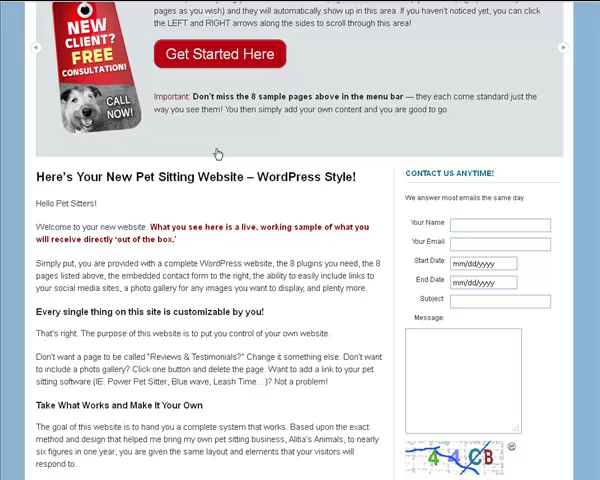 pages as you wish) and they will automatically show up in this area. If you haven't noticed yet, you can click
the LEFT and RIGHT arrows along the sides to scroll through this area!
NEW
CLIENT?
FREE
CONSULTATION!
CALL
NOW!
Get Started Here
Important: Don't miss the 8 sample pages above in the menu bar — they each come standard just the
way you see them! You then simply add your own content and you are good to go.
Here's Your New Pet Sitting Website – WordPress Style!
Hello Pet Sitters!
Welcome to your new website. What you see here is a live, working sample of what you
will receive directly 'out of the box.'
Simply put, you are provided with a complete WordPress website, the 8 plugins you need, the 8
pages listed above, the embedded contact form to the right, the ability to easily include links to
your social media sites, a photo gallery for any images you want to display, and plenty more.
Every single thing on this site is customizable by you!
That's right. The purpose of this website is to put you control of your own website.
Don't want a page to be called "Reviews & Testimonials?" Change it something else. Don't want
to include a photo gallery? Click one button and delete the page. Want to add a link to your pet
sitting software (IE. Power Pet Sitter, Blue wave, Leash Time...)? Not a problem!
Take What Works and Make It Your Own
The goal of this website is to hand you a complete system that works. Based upon the exact
method and design that helped me bring my own pet sitting business, Alitba's Animals, to nearly
six figures in one year, you are given the same layout and elements that your visitors will
respond to.
CONTACT US ANYTIME!
We answer most emails the same day.
Your Name
Your Email
Start Date mm/dd/yyyy
End Date mm/dd/yyyy
Subject
Message:
4 4 C B